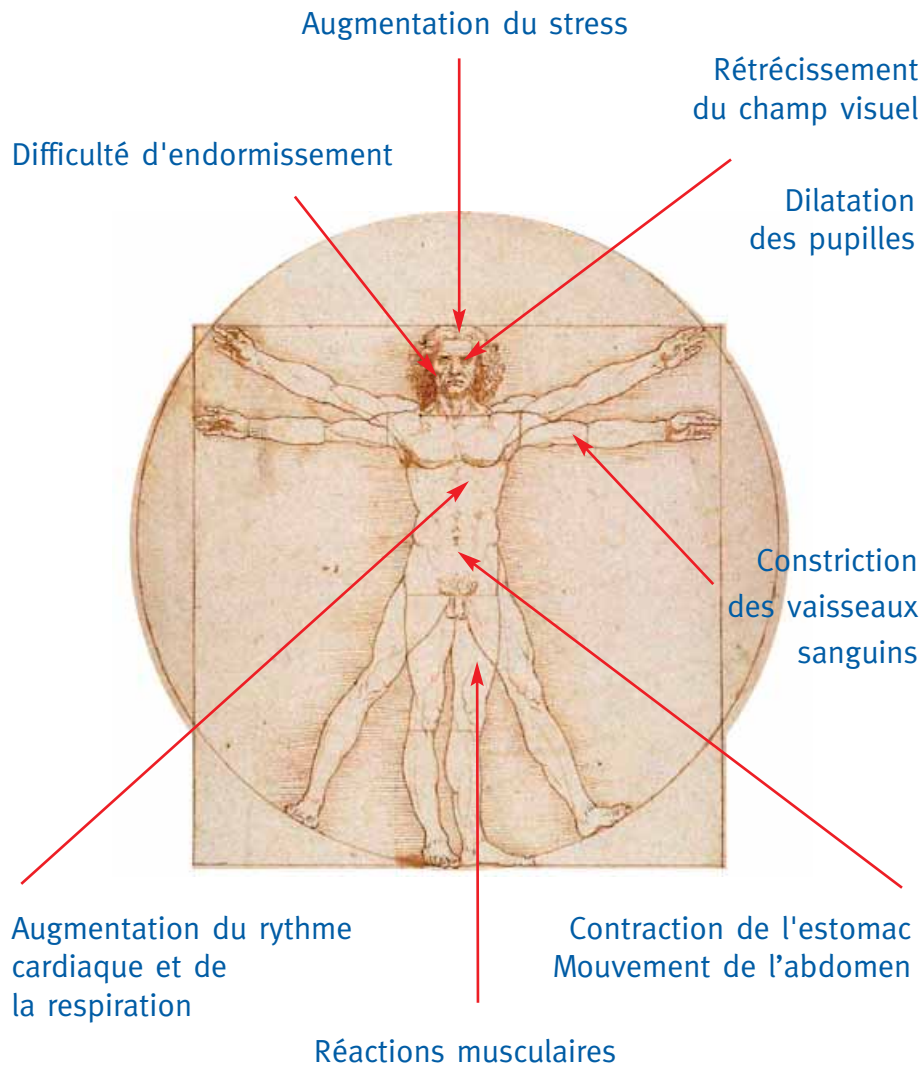 Augmentation du stress
Rétrécissement
du champ visuel
Difficulté d'endormissement
Dilatation
des pupilles
Constriction
des vaisseaux
sanguins
Augmentation du rythme
cardiaque et de
la respiration
Contraction de l'estomac
Mouvement de l’abdomen
Réactions musculaires